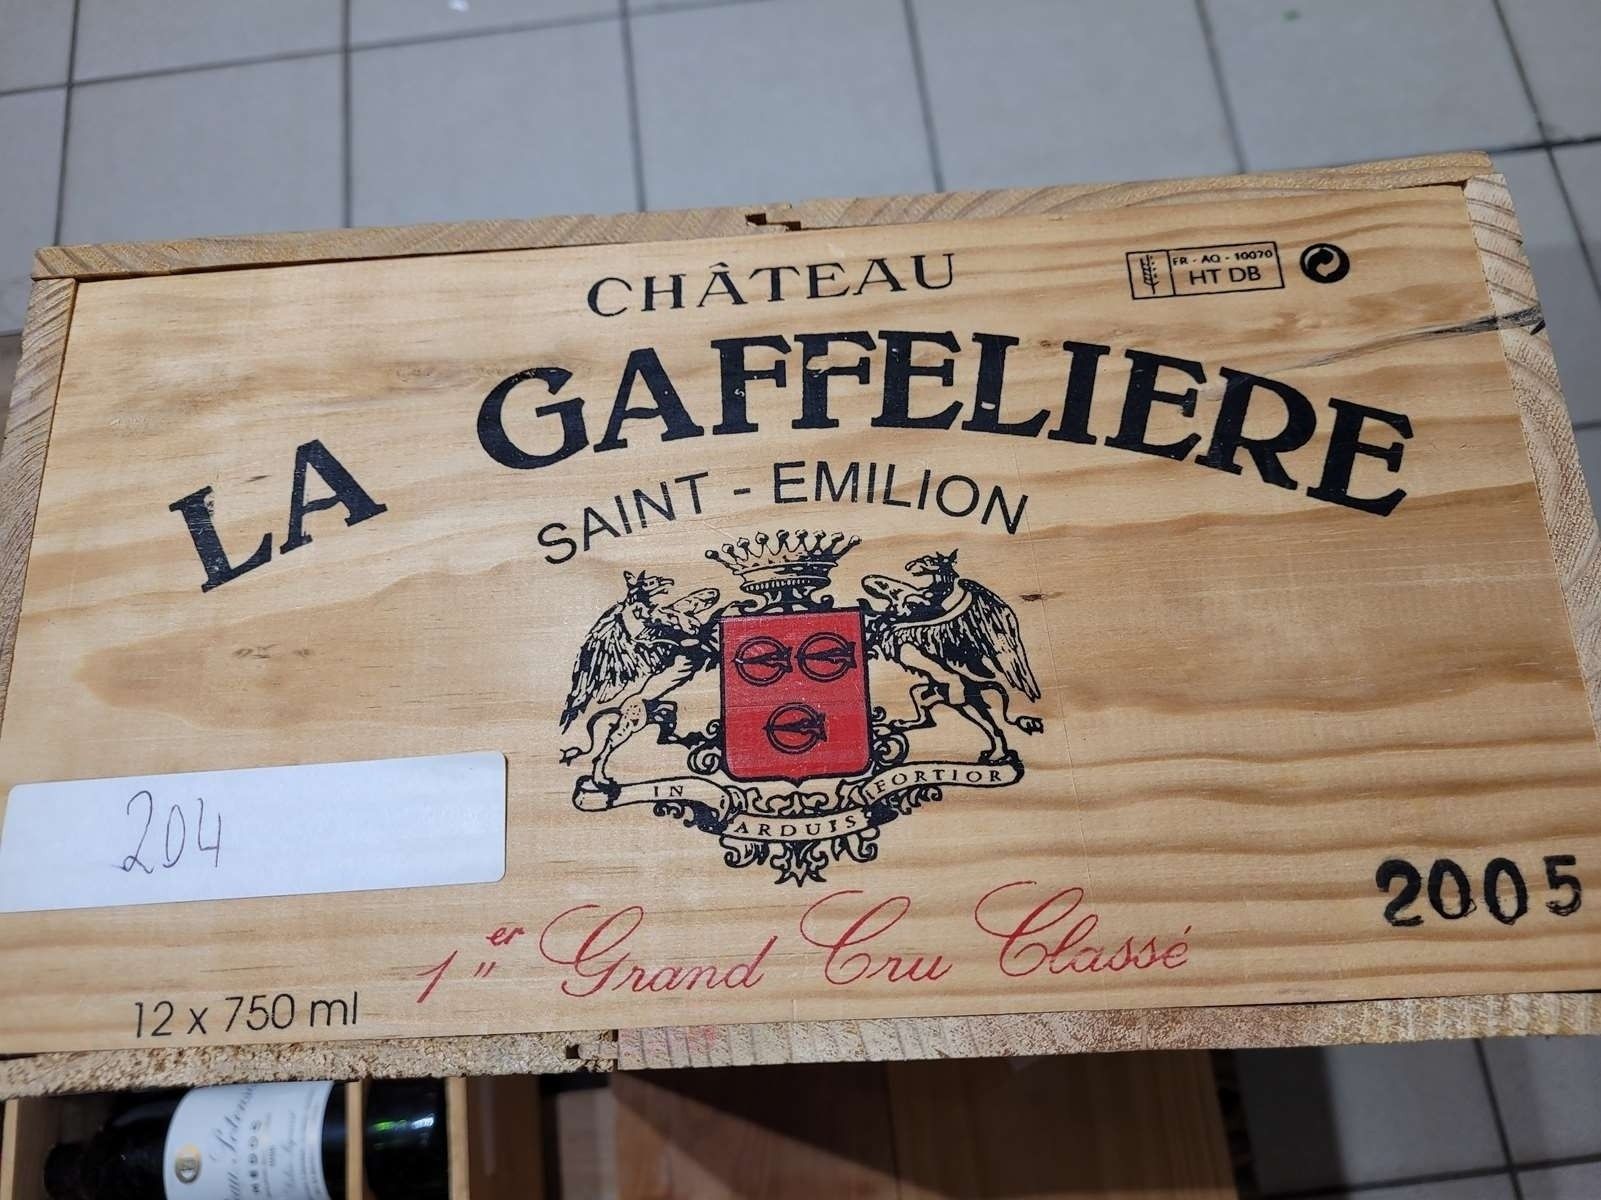 CHÂTEAU
FR - AQ - 10070
HT DB
LA GAFFELIERE
SAINT - EMILION
IN ARDUIS FORTIOR
204
2005
1er Grand Cru Classé
12 x 750 ml